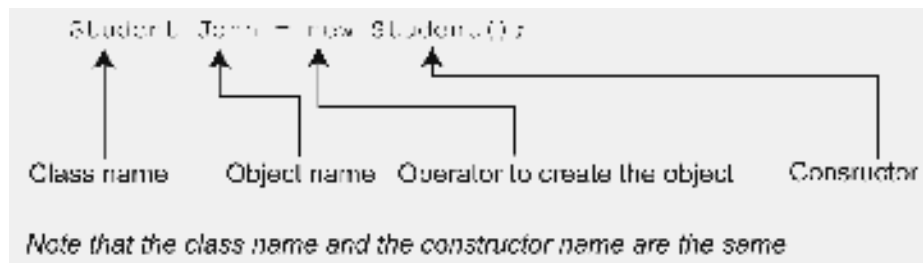 Student John = new Student();
Class name Object name Operator to create the object Consructor
Note that the class name and the constructor name are the same